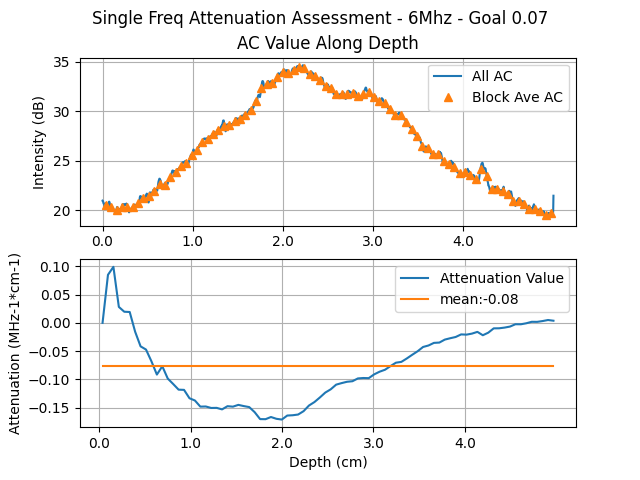 Single Freq Attenuation Assessment - 6Mhz - Goal 0.07
AC Value Along Depth
Intensity (dB)
35
30
25
20
All AC
Block Ave AC
0.0 1.0 2.0 3.0 4.0
Attenuation (MHz-1*cm-1)
0.10
0.05
0.00
−0.05
−0.10
−0.15
Attenuation Value
mean:-0.08
0.0 1.0 2.0 3.0 4.0
Depth (cm)